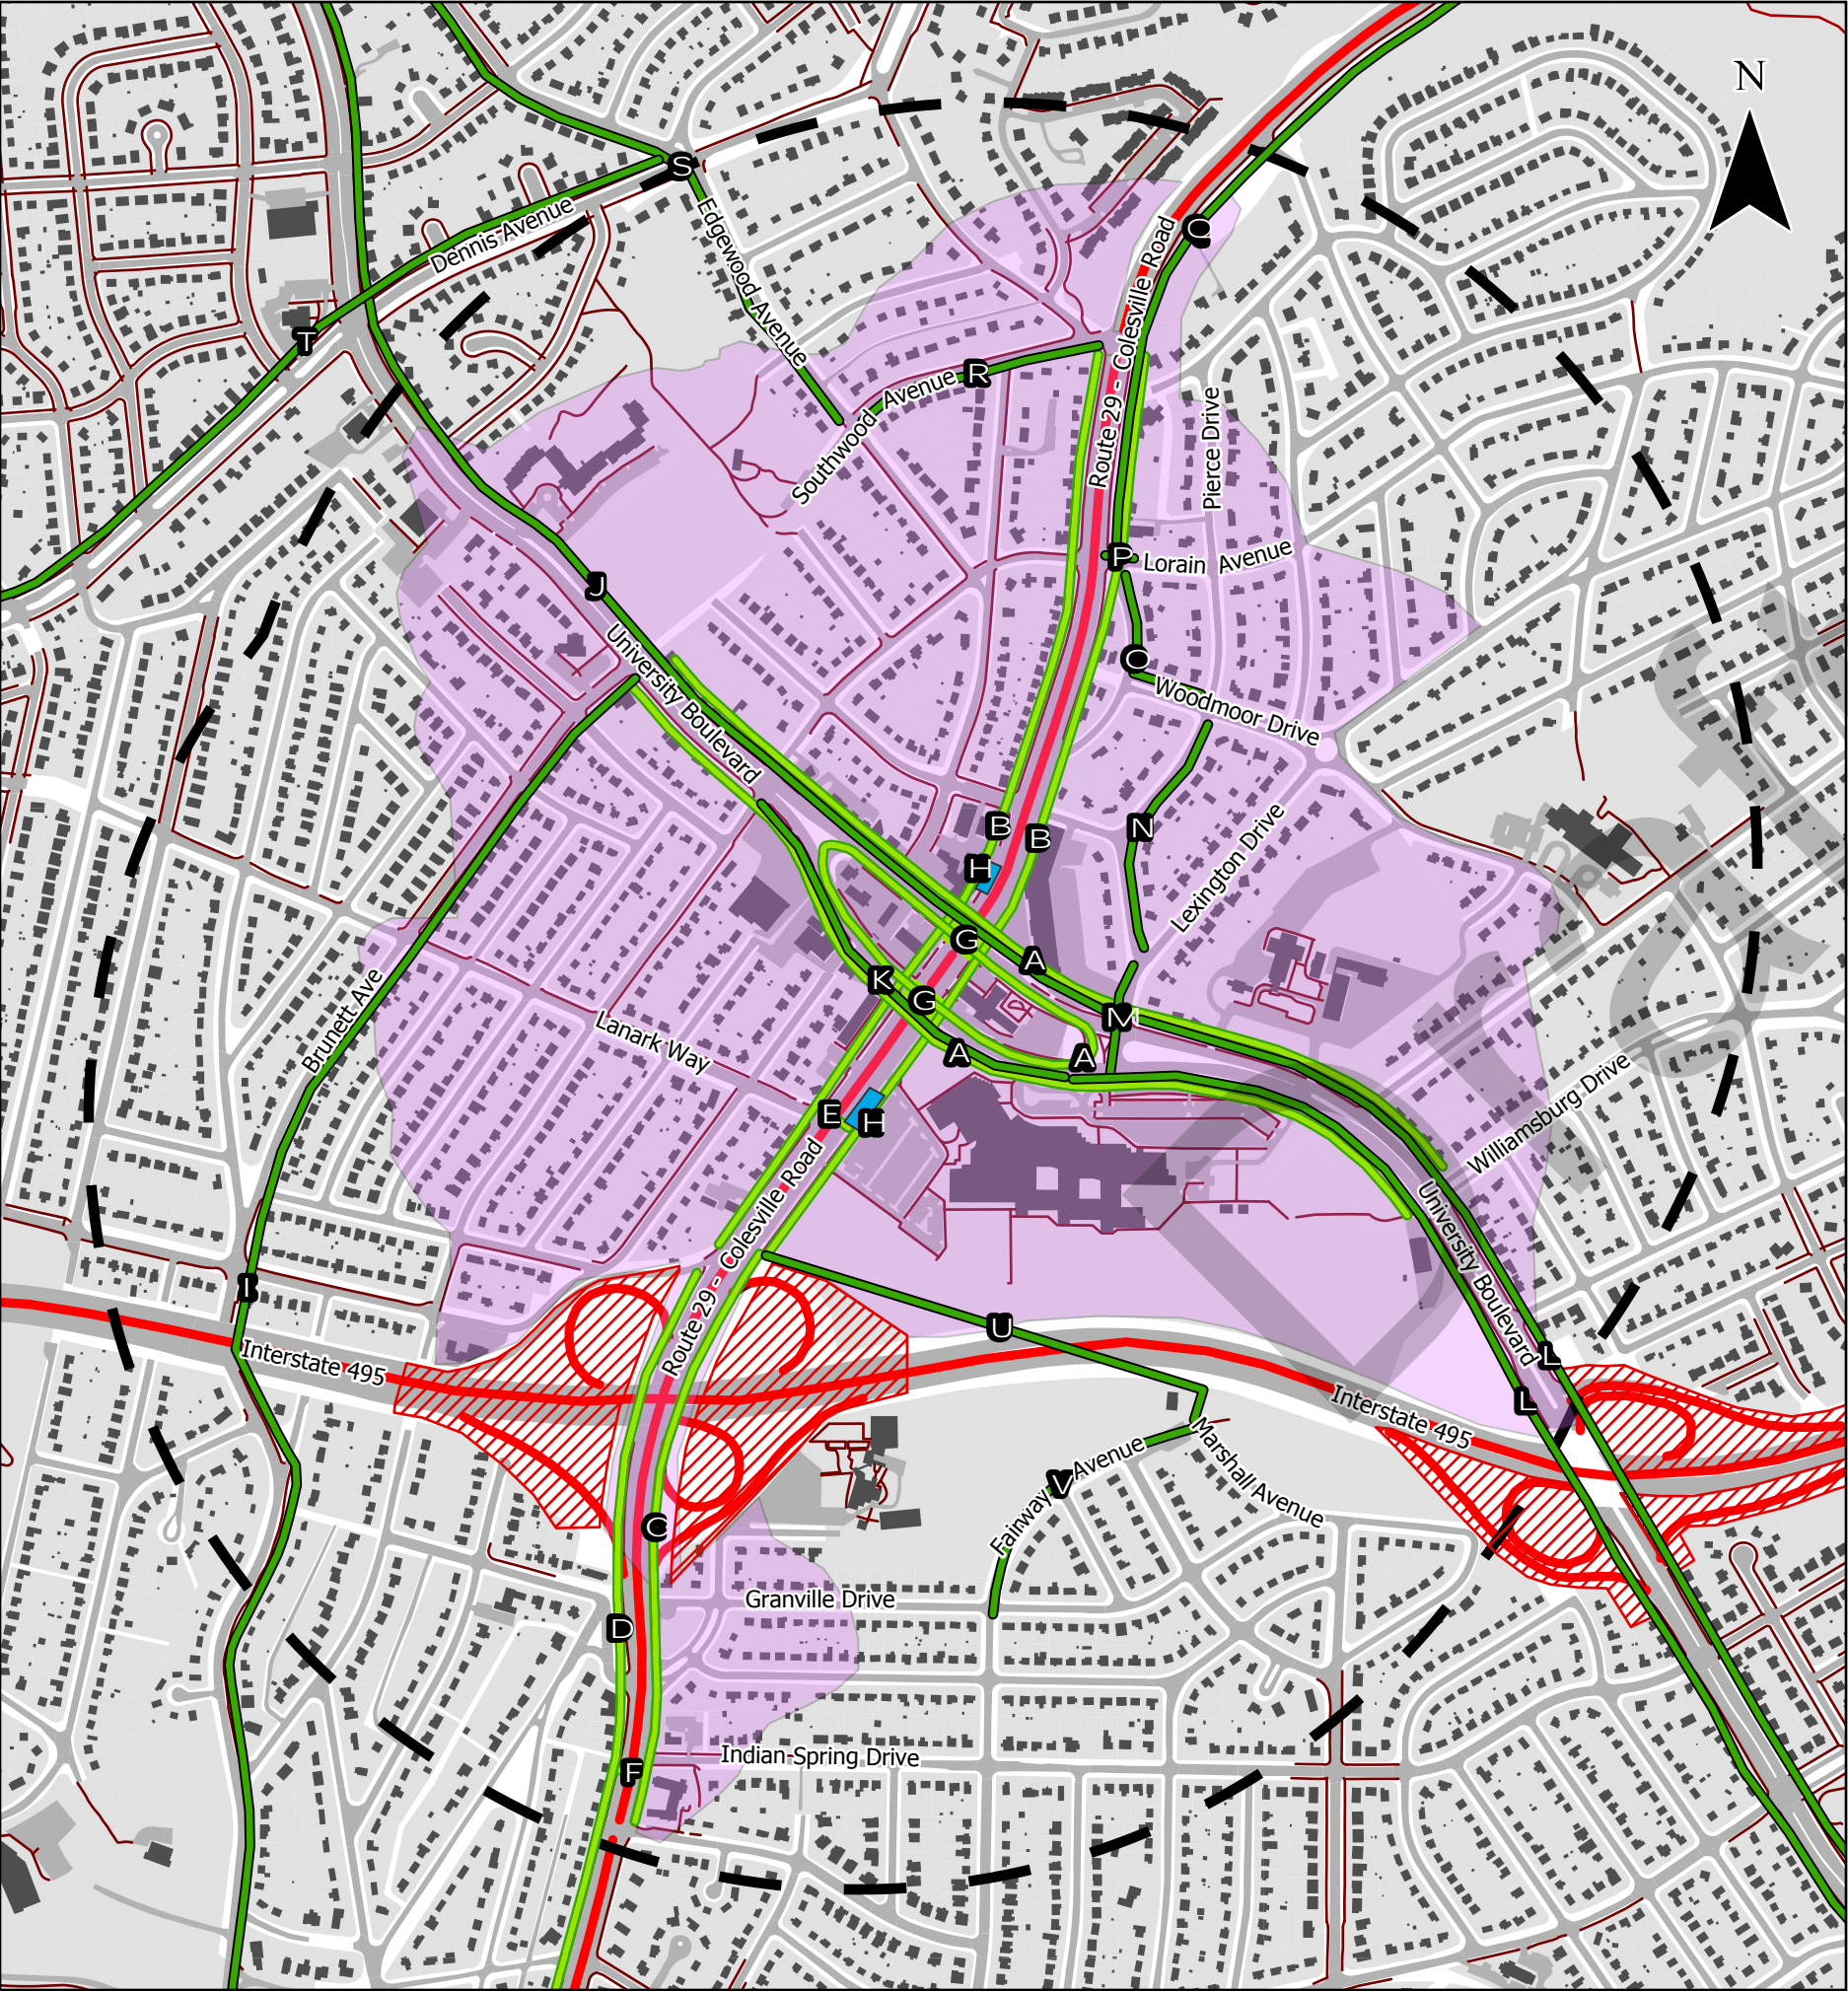 N
S
Dennis Avenue
Edgewood Avenue
C
T
Route 29 - Colesville Road
R
Southwood Avenue
Pierce Drive
P
Lorain Avenue
J
University Boulevard
O
Woodmoor Drive
B
B
N
H
Lexington Drive
G
A
K
G
M
Brunett Ave
Lanark Way
A
A
E
H
Williamsburg Drive
Route 29 - Colesville Road
University Boulevard
I
U
L
Interstate 495
L
Interstate 495
Marshall Avenue
V
Fairway Avenue
C
Granville Drive
D
Indian Spring Drive
F